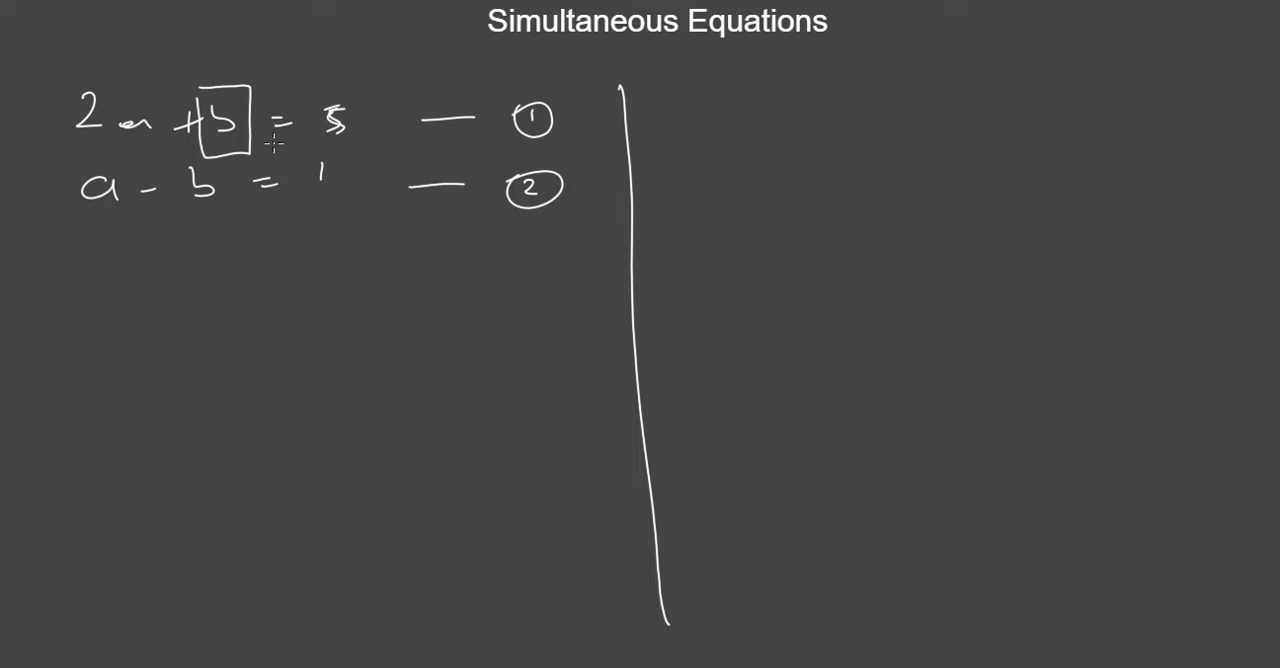 Simultaneous Equations
2a + b = 5 — ①
a - b = 1 — ②